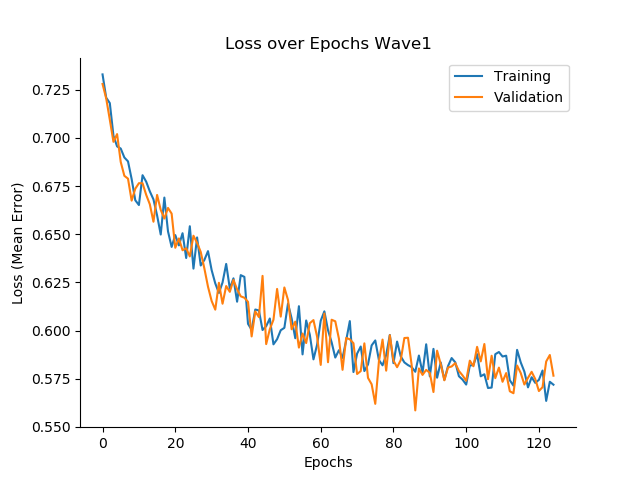 Loss over Epochs Wave1
Training
Validation
Loss (Mean Error)
0.725
0.700
0.675
0.650
0.625
0.600
0.575
0.550
0 20 40 60 80 100 120
Epochs